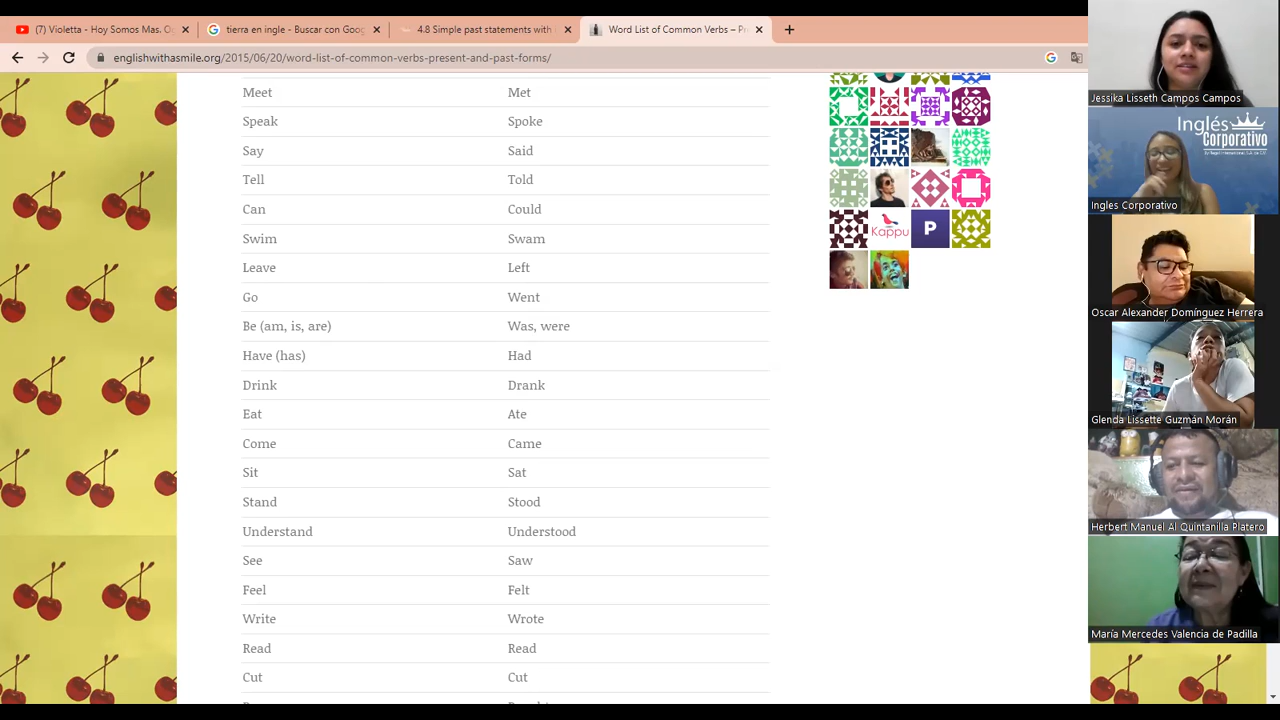 (7) Violetta - Hoy Somos Mas. Oc
tierra en ingle - Buscar con Goog
4.8 Simple past statements with
Word List of Common Verbs – Pr
englishwithasmile.org/2015/06/20/word-list-of-common-verbs-present-and-past-forms/
Meet Met
Speak Spoke
Say Said
Tell Told
Can Could
Swim Swam
Leave Left
Go Went
Be (am, is, are) Was, were
Have (has) Had
Drink Drank
Eat Ate
Come Came
Sit Sat
Stand Stood
Understand Understood
See Saw
Feel Felt
Write Wrote
Read Read
Cut Cut
Kappu
P
Jessika Lisseth Campos Campos
Inglés
Corporativo
Ingles Corporativo
Oscar Alexander Domínguez Herrera
Glenda Lissette Guzmán Morán
Herbert Manuel Al Quintanilla Platero
María Mercedes Valencia de Padilla